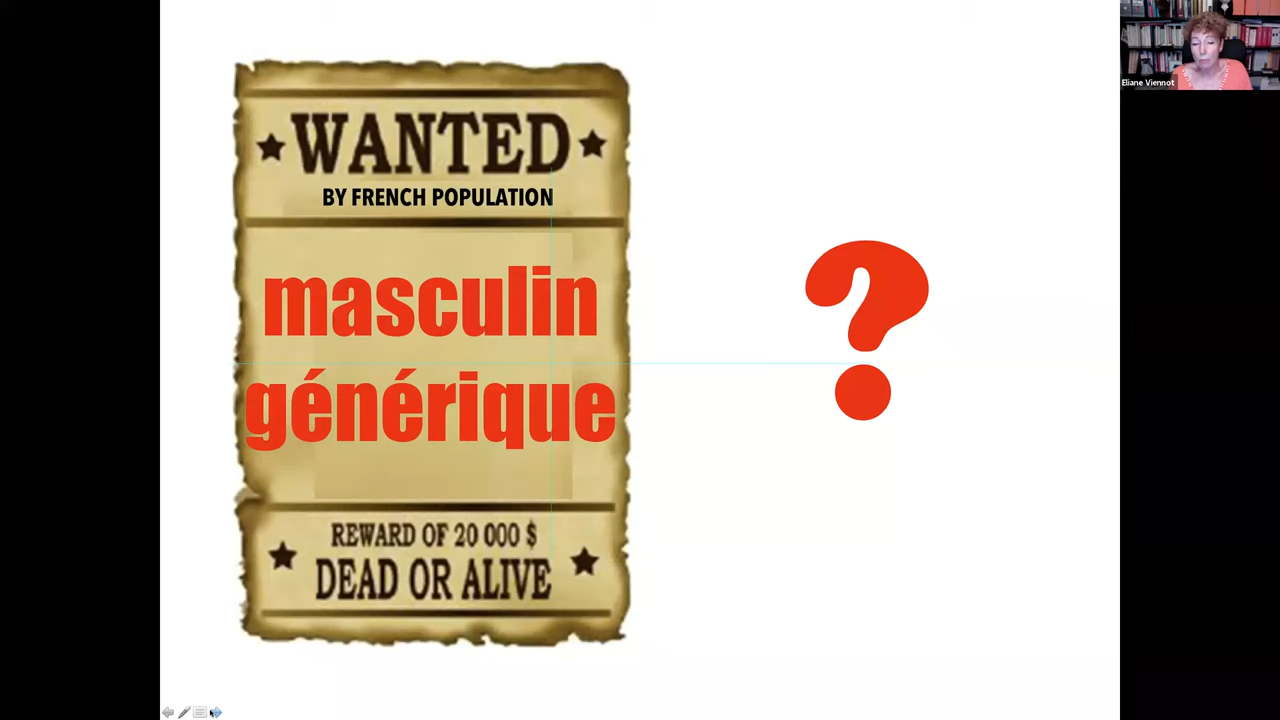 WANTED
BY FRENCH POPULATION
masculin
générique
?
REWARD OF 20 000 $
DEAD OR ALIVE
Eliane Viennot